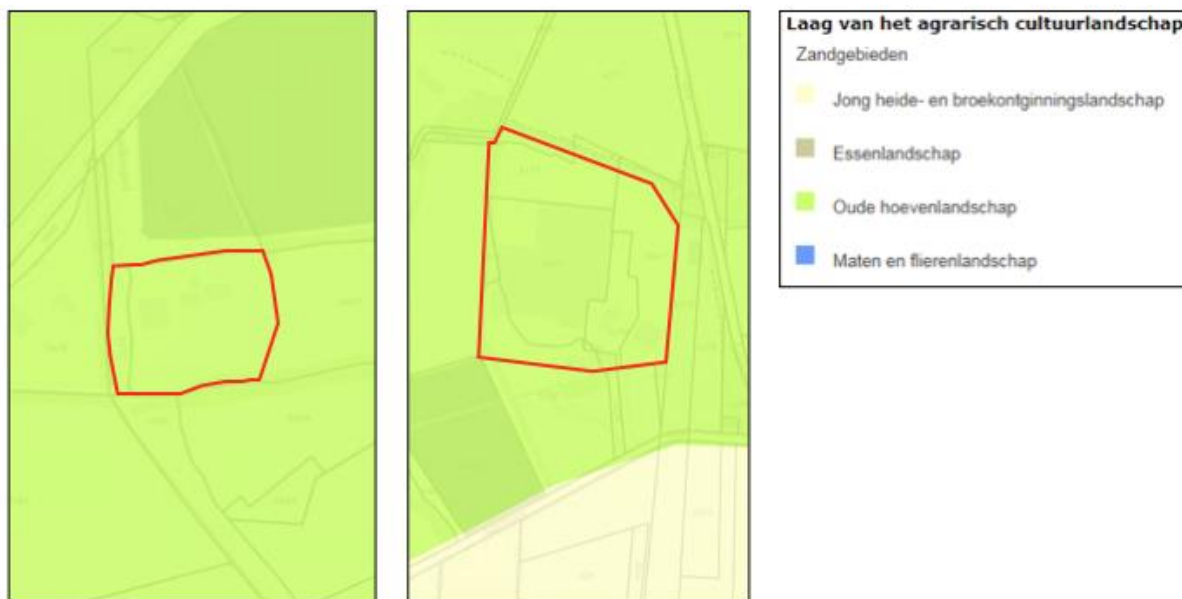 Laag van het agrarisch cultuurlandschap
Zandgebieden
Jong heide- en broekontginningslandschap
Essenlandschap
Oude hoevenlandschap
Maten en flierenlandschap